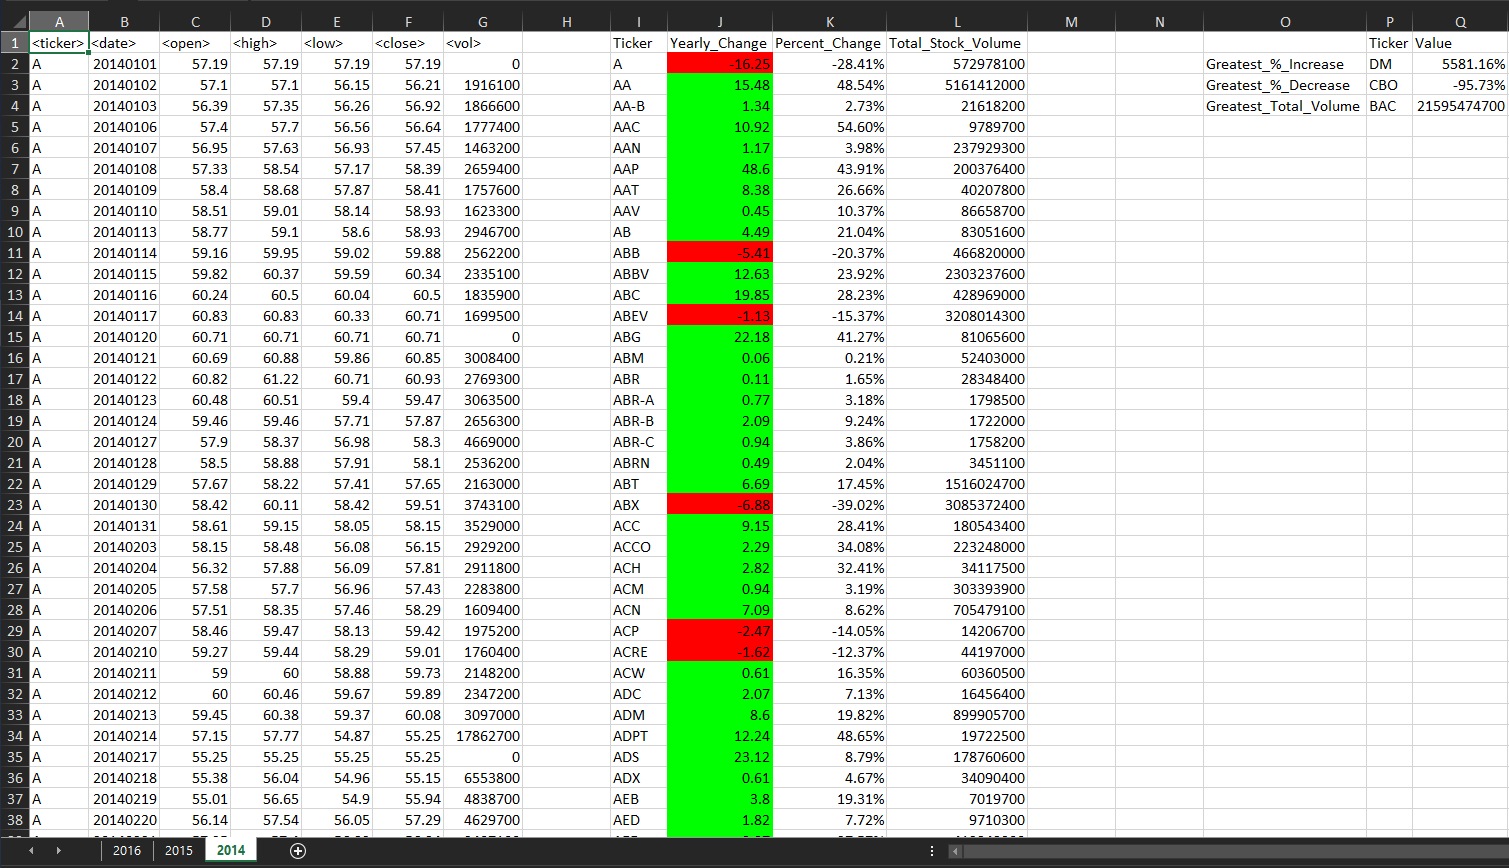 A B C D E F G H I J K L M N O P Q
1 <ticker> <date> <open> <high> <low> <close> <vol> Ticker Yearly_Change Percent_Change Total_Stock_Volume Ticker Value
2 A 20140101 57.19 57.19 57.19 57.19 0 A -16.25 -28.41% 572978100 Greatest_%_Increase DM 5581.16%
3 A 20140102 57.1 57.1 56.15 56.21 1916100 AA 15.48 48.54% 5161412000 Greatest_%_Decrease CBO -95.73%
4 A 20140103 56.39 57.35 56.26 56.92 1866600 AA-B 1.34 2.73% 21618200 Greatest_Total_Volume BAC 21595474700
5 A 20140106 57.4 57.7 56.56 56.64 1777400 AAC 10.92 54.60% 9789700
6 A 20140107 56.95 57.63 56.93 57.45 1463200 AAN 1.17 3.98% 237929300
7 A 20140108 57.33 58.54 57.17 58.39 2659400 AAP 48.6 43.91% 200376400
8 A 20140109 58.4 58.68 57.87 58.41 1757600 AAT 8.38 26.66% 40207800
9 A 20140110 58.51 59.01 58.14 58.93 1623300 AAV 0.45 10.37% 86658700
10 A 20140113 58.77 59.1 58.6 58.93 2946700 AB 4.49 21.04% 83051600
11 A 20140114 59.16 59.95 59.02 59.88 2562200 ABB -5.41 -20.37% 466820000
12 A 20140115 59.82 60.37 59.59 60.34 2335100 ABBV 12.63 23.92% 2303237600
13 A 20140116 60.24 60.5 60.04 60.5 1835900 ABC 19.85 28.23% 428969000
14 A 20140117 60.83 60.83 60.33 60.71 1699500 ABEV -1.13 -15.37% 3208014300
15 A 20140120 60.71 60.71 60.71 60.71 0 ABG 22.18 41.27% 81065600
16 A 20140121 60.69 60.88 59.86 60.85 3008400 ABM 0.06 0.21% 52403000
17 A 20140122 60.82 61.22 60.71 60.93 2769300 ABR 0.11 1.65% 28348400
18 A 20140123 60.48 60.51 59.4 59.47 3063500 ABR-A 0.77 3.18% 1798500
19 A 20140124 59.46 59.46 57.71 57.87 2656300 ABR-B 2.09 9.24% 1722000
20 A 20140127 57.9 58.37 56.98 58.3 4669000 ABR-C 0.94 3.86% 1758200
21 A 20140128 58.5 58.88 57.91 58.1 2536200 ABRN 0.49 2.04% 3451100
22 A 20140129 57.67 58.22 57.41 57.65 2163000 ABT 6.69 17.45% 1516024700
23 A 20140130 58.42 60.11 58.42 59.51 3743100 ABX -6.88 -39.02% 3085372400
24 A 20140131 58.61 59.15 58.05 58.15 3529000 ACC 9.15 28.41% 180543400
25 A 20140203 58.15 58.48 56.08 56.15 2929200 ACCO 2.29 34.08% 223248000
26 A 20140204 56.32 57.88 56.09 57.81 2911800 ACH 2.82 32.41% 34117500
27 A 20140205 57.58 57.7 56.96 57.43 2283800 ACM 0.94 3.19% 303393900
28 A 20140206 57.51 58.35 57.46 58.29 1609400 ACN 7.09 8.62% 705479100
29 A 20140207 58.46 59.47 58.13 59.42 1975200 ACP -2.47 -14.05% 14206700
30 A 20140210 59.27 59.44 58.29 59.01 1760400 ACRE -1.62 -12.37% 44197000
31 A 20140211 59 60 58.88 59.73 2148200 ACW 0.61 16.35% 60360500
32 A 20140212 60 60.46 59.67 59.89 2347200 ADC 2.07 7.13% 16456400
33 A 20140213 59.45 60.38 59.37 60.08 3097000 ADM 8.6 19.82% 899905700
34 A 20140214 57.15 57.77 54.87 55.25 17862700 ADPT 12.24 48.65% 19722500
35 A 20140217 55.25 55.25 55.25 55.25 0 ADS 23.12 8.79% 178760600
36 A 20140218 55.38 56.04 54.96 55.15 6553800 ADX 0.61 4.67% 34090400
37 A 20140219 55.01 56.65 54.9 55.94 4838700 AEB 3.8 19.31% 7019700
38 A 20140220 56.14 57.54 56.05 57.29 4629700 AED 1.82 7.72% 9710300
2016 2015 2014